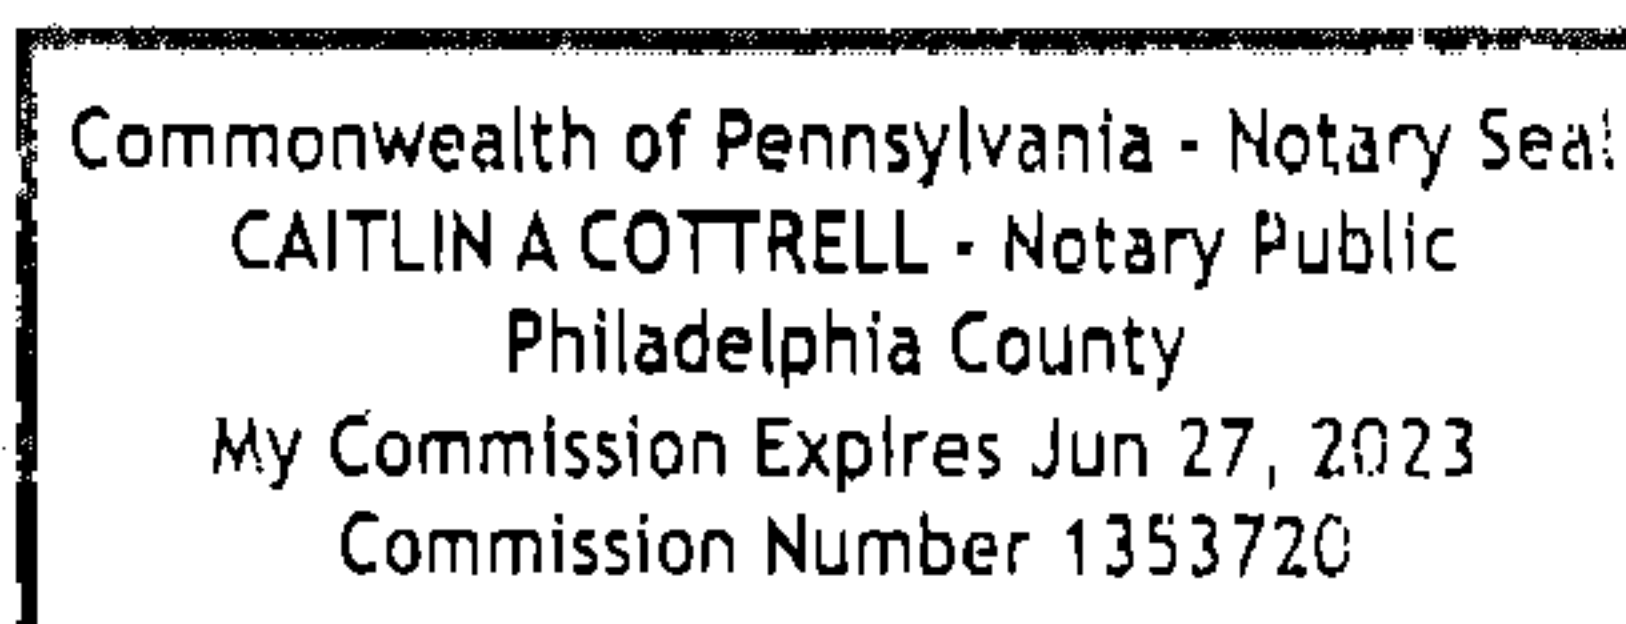 Commonwealth of Pennsylvania - Notary Seal
CAITLIN A COTTRELL - Notary Public
Philadelphia County
My Commission Expires Jun 27, 2023
Commission Number 1353720